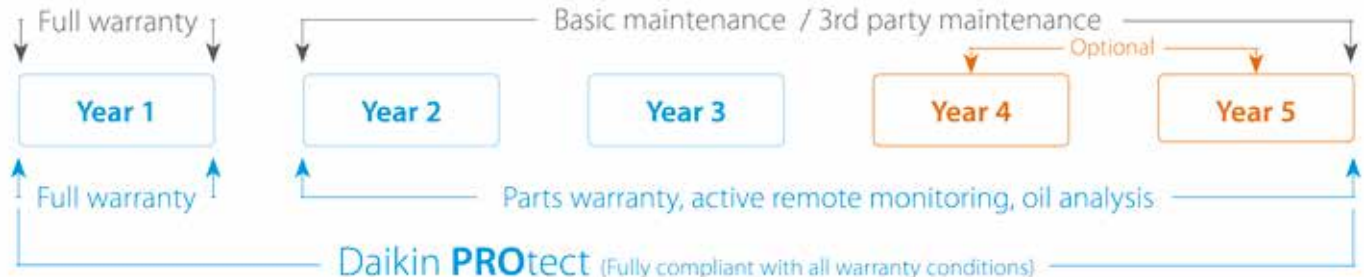 Full warranty
Basic maintenance / 3rd party maintenance
Optional
Year 1
Year 2
Year 3
Year 4
Year 5
Full warranty
Parts warranty, active remote monitoring, oil analysis
Daikin PROtect (Fully compliant with all warranty conditions)